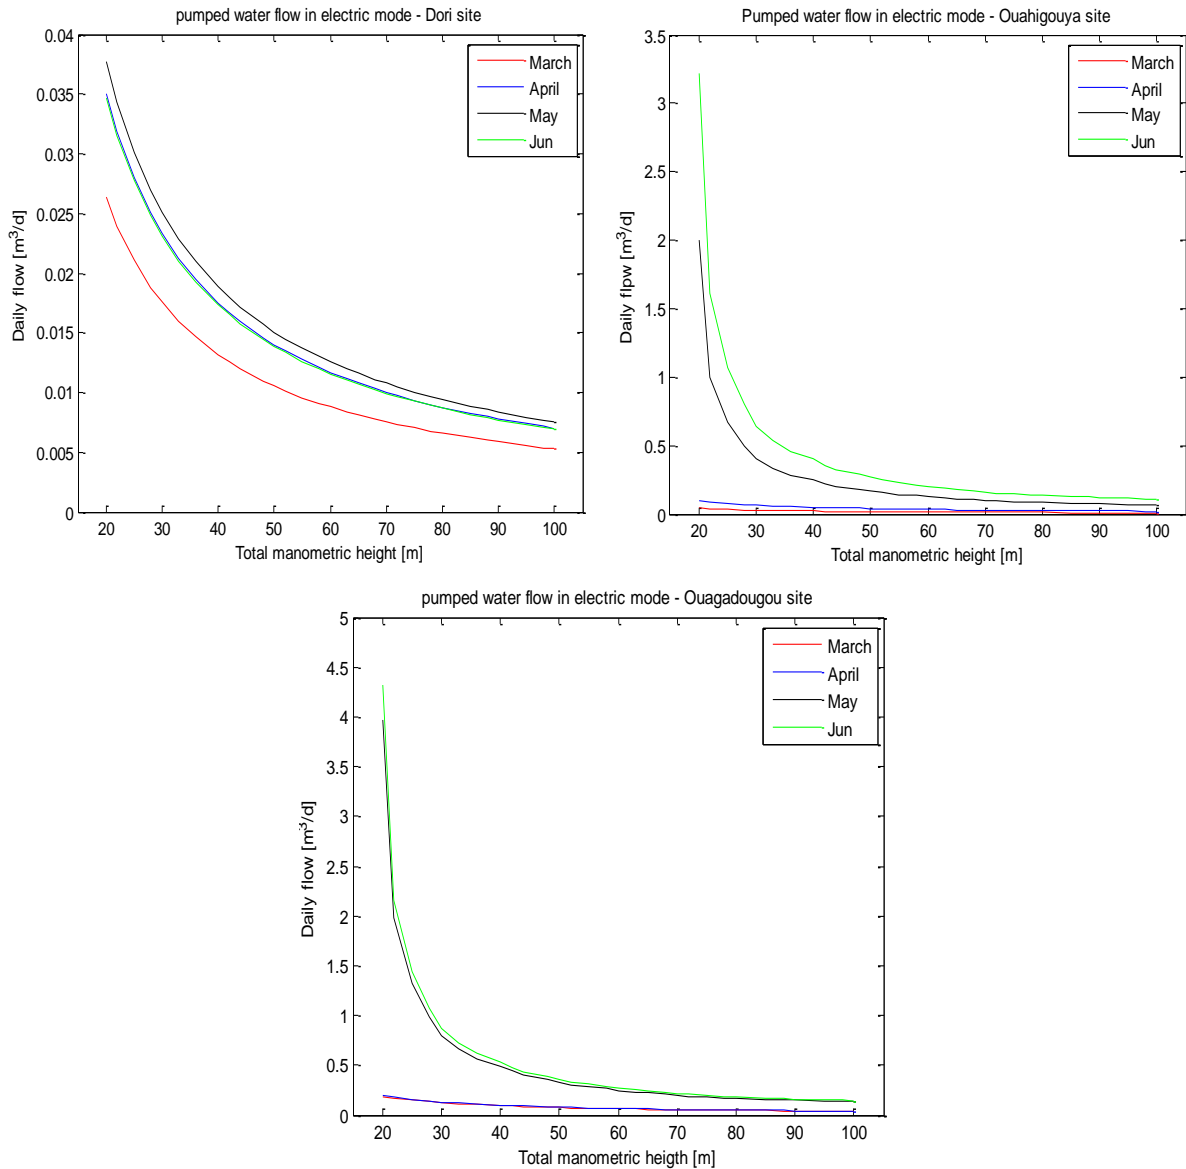 pumped water flow in electric mode - Dori site
0.04
0.035
0.03
0.025
0.02
0.015
0.01
0.005
0
Daily flow [m³/d]
March
April
May
Jun
20 30 40 50 60 70 80 90 100
Total manometric height [m]
Pumped water flow in electric mode - Ouahigouya site
3.5
3
2.5
2
1.5
1
0.5
0
Daily flpw [m³/d]
March
April
May
Jun
20 30 40 50 60 70 80 90 100
Total manometric height [m]
pumped water flow in electric mode - Ouagadougou site
5
4.5
4
3.5
3
2.5
2
1.5
1
0.5
0
Daily flow [m³/d]
March
April
May
Jun
20 30 40 50 60 70 80 90 100
Total manometric heigth [m]